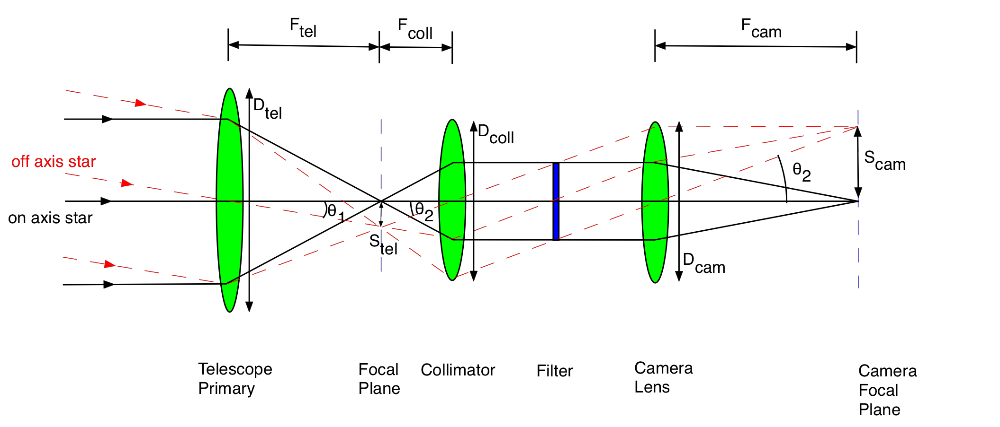 F_tel
F_coll
F_cam
D_tel
D_coll
off axis star
S_cam
θ_2
on axis star
θ_1
θ_2
S_tel
D_cam
Telescope
Primary
Focal
Plane
Collimator
Filter
Camera
Lens
Camera
Focal
Plane